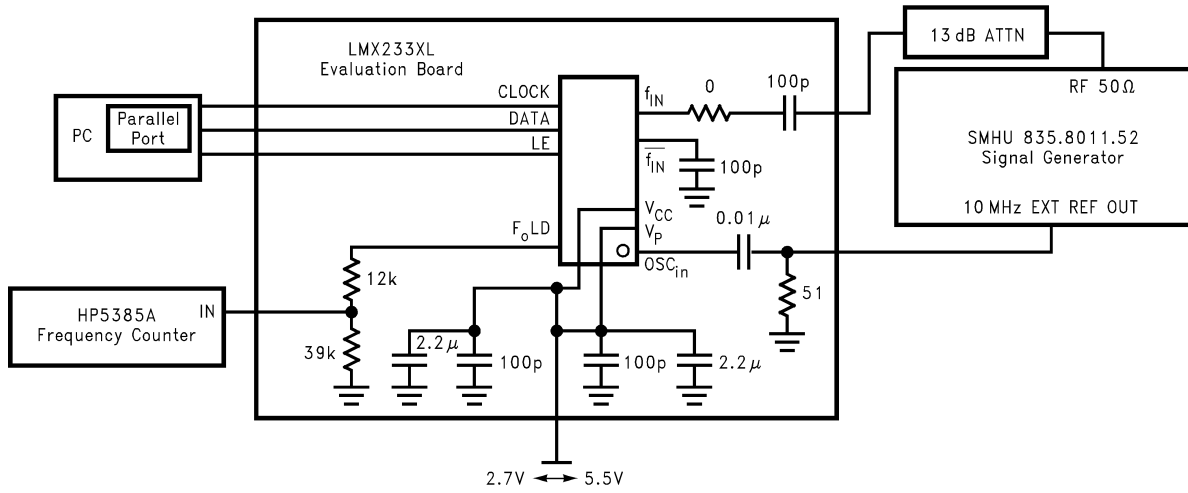 LMX233XL
Evaluation Board
13 dB ATTN
PC
Parallel
Port
CLOCK
DATA
LE
fIN
0
100p
RF 50Ω
fIN
100p
SMHU 835.8011.52
Signal Generator
10 MHz EXT REF OUT
VCC
VP
OSCin
0.01μ
FoLD
12k
51
HP5385A
Frequency Counter
IN
39k
2.2μ
100p
100p
2.2μ
2.7V
5.5V